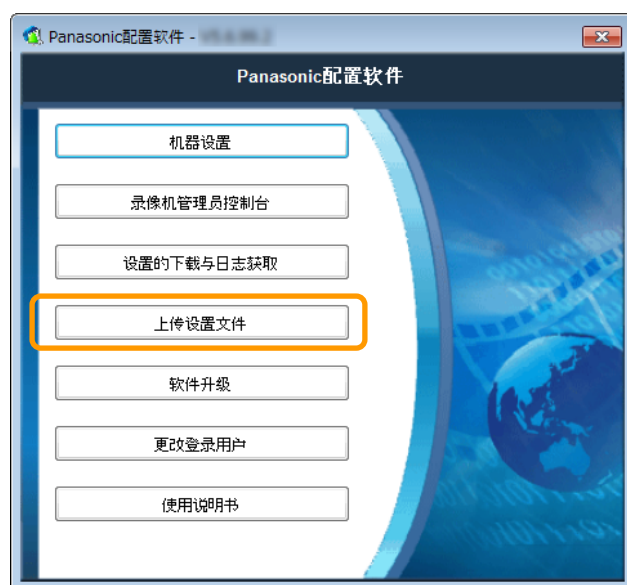 Panasonic配置软件 -
Panasonic配置软件
机器设置
录像机管理员控制台
设置的下载与日志获取
上传设置文件
软件升级
更改登录用户
使用说明书